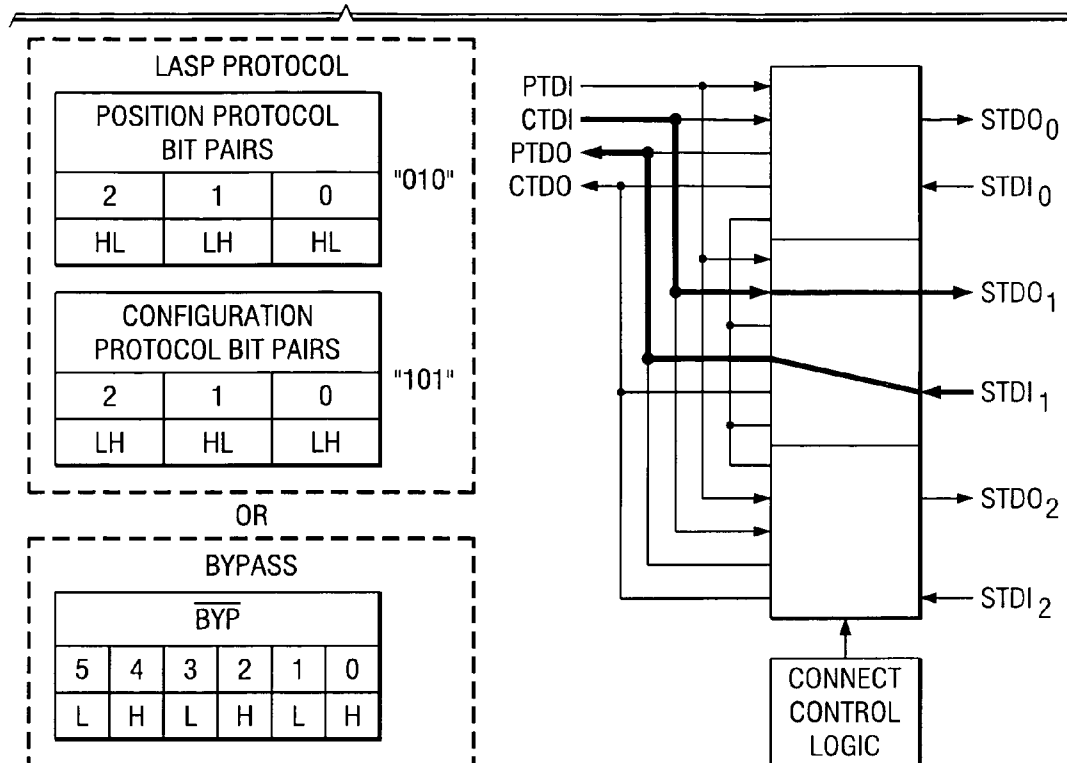 LASP PROTOCOL
POSITION PROTOCOL
BIT PAIRS
2 1 0
HL LH HL
"010"
CONFIGURATION
PROTOCOL BIT PAIRS
2 1 0
LH HL LH
"101"
OR
BYPASS
BYP
5 4 3 2 1 0
L H L H L H
PTDI
CTDI
PTDO
CTDO
STDO0
STDI0
STDO1
STDI1
STDO2
STDI2
CONNECT
CONTROL
LOGIC